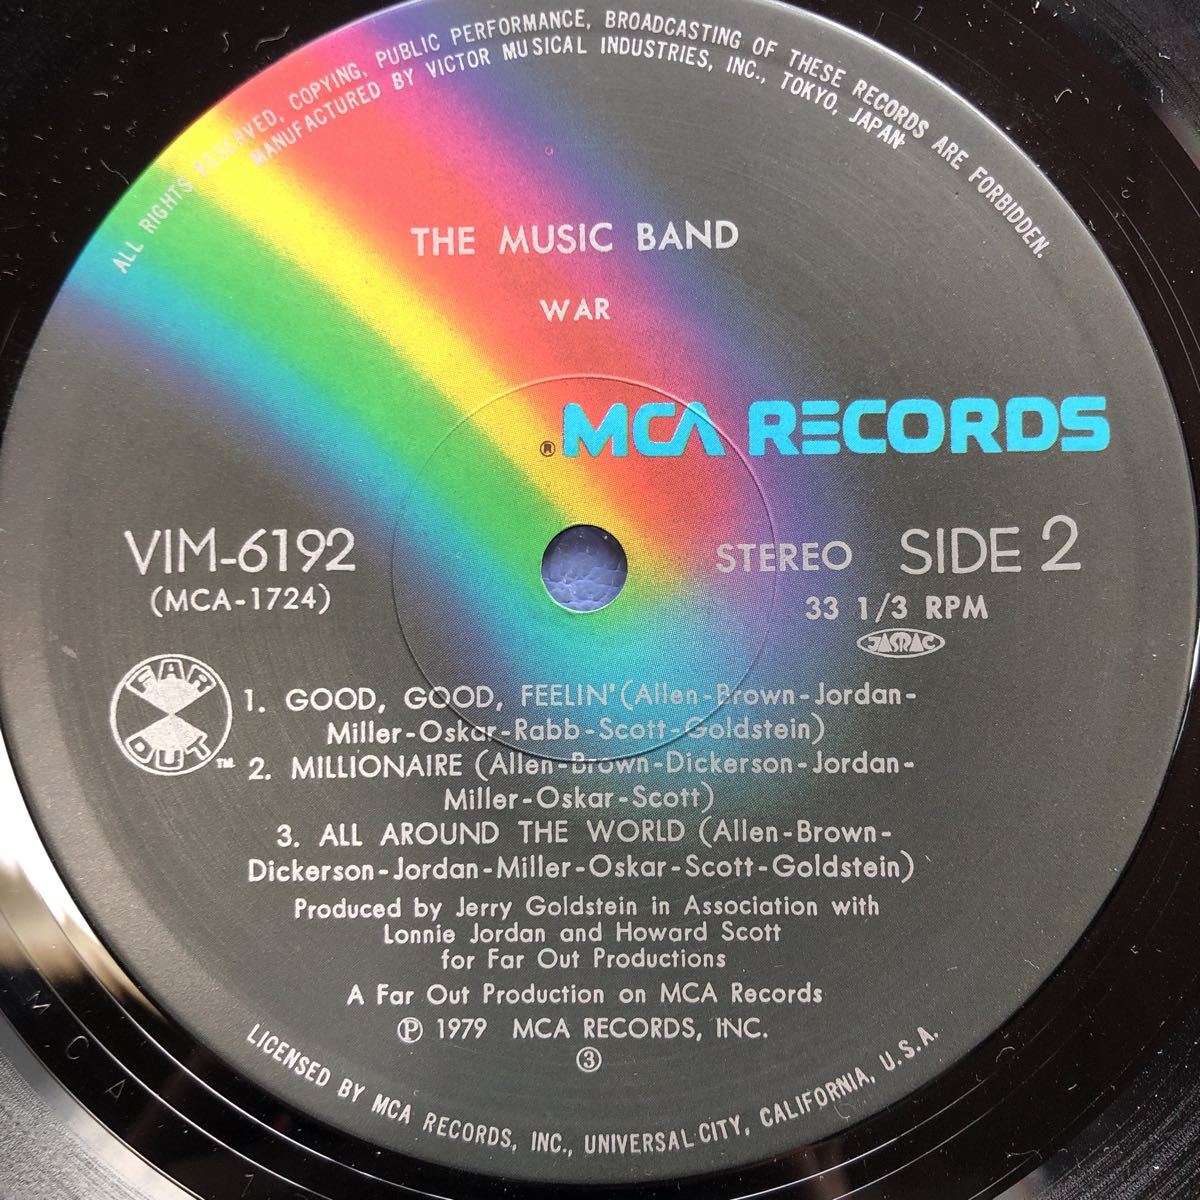 ALL RIGHTS RESERVED, COPYING, PUBLIC PERFORMANCE, BROADCASTING OF THESE RECORDS ARE FORBIDDEN.
MANUFACTURED BY VICTOR MUSICAL INDUSTRIES, INC., TOKYO, JAPAN
THE MUSIC BAND
WAR
® MCA RECORDS
VIM-6192
(MCA-1724)
STEREO SIDE 2
33 1/3 RPM
JASRAC
FAR OUT ™
1. GOOD, GOOD, FEELIN' (Allen-Brown-Jordan-
Miller-Oskar-Rabb-Scott-Goldstein)
2. MILLIONAIRE (Allen-Brown-Dickerson-Jordan-
Miller-Oskar-Scott)
3. ALL AROUND THE WORLD (Allen-Brown-
Dickerson-Jordan-Miller-Oskar-Scott-Goldstein)
Produced by Jerry Goldstein in Association with
Lonnie Jordan and Howard Scott
for Far Out Productions
A Far Out Production on MCA Records
℗ 1979 MCA RECORDS, INC.
③
LICENSED BY MCA RECORDS, INC., UNIVERSAL CITY, CALIFORNIA, U.S.A.
M C A